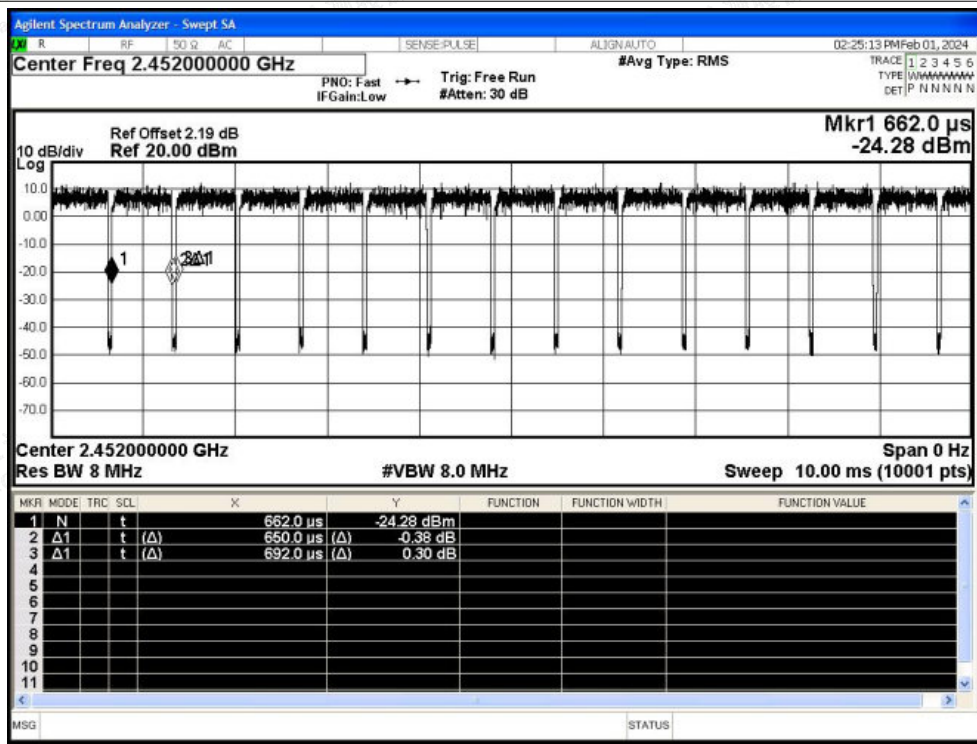 Agilent Spectrum Analyzer - Swept SA
LXI R RF 50 Ω AC SENSE:PULSE ALIGNAUTO 02:25:13 PM Feb 01, 2024
Center Freq 2.452000000 GHz
#Avg Type: RMS
TRACE 1 2 3 4 5 6
PNO: Fast Trig: Free Run
TYPE WWWWWW
IFGain:Low #Atten: 30 dB
DET P N N N N N
Mkr1 662.0 µs
-24.28 dBm
Ref Offset 2.19 dB
10 dB/div Ref 20.00 dBm
Log
10.0
0.00
-10.0
1
-20.0
-30.0
-40.0
-50.0
-60.0
-70.0
Center 2.452000000 GHz Span 0 Hz
Res BW 8 MHz #VBW 8.0 MHz Sweep 10.00 ms (10001 pts)
MKR MODE TRC SCL X Y FUNCTION FUNCTION WIDTH FUNCTION VALUE
1 N t 662.0 µs -24.28 dBm
2 Δ1 t (Δ) 650.0 µs (Δ) -0.38 dB
3 Δ1 t (Δ) 692.0 µs (Δ) 0.30 dB
4
5
6
7
8
9
10
11
MSG STATUS